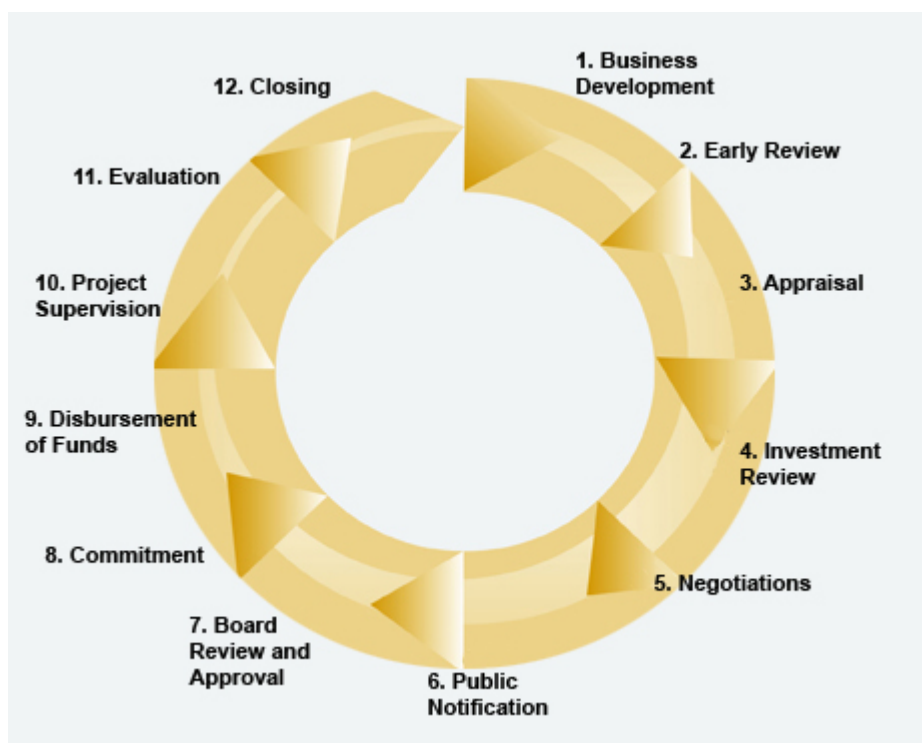 1. Business
Development
2. Early Review
3. Appraisal
4. Investment
Review
5. Negotiations
6. Public
Notification
7. Board
Review and
Approval
8. Commitment
9. Disbursement
of Funds
10. Project
Supervision
11. Evaluation
12. Closing